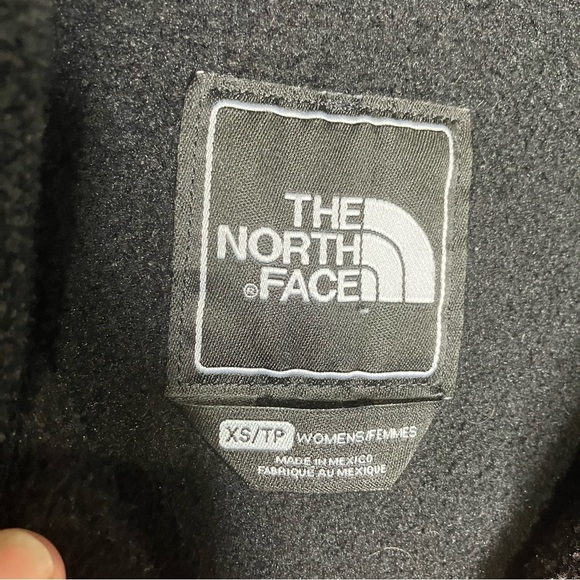 THE
NORTH
®FACE
XS/TP WOMENS/FEMMES
MADE IN MEXICO
FABRIQUE AU MEXIQUE